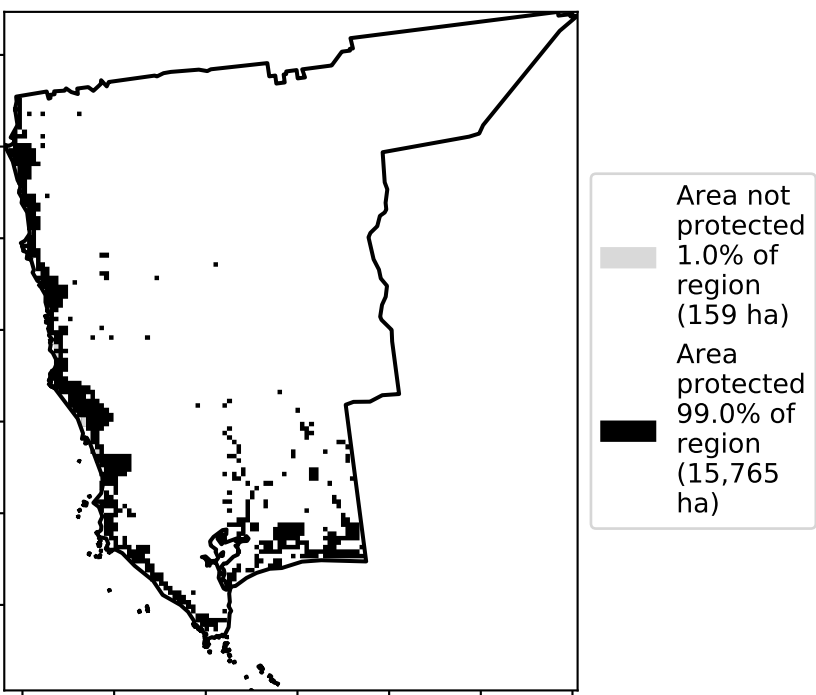 Area not
protected
1.0% of
region
(159 ha)
Area
protected
99.0% of
region
(15,765
ha)